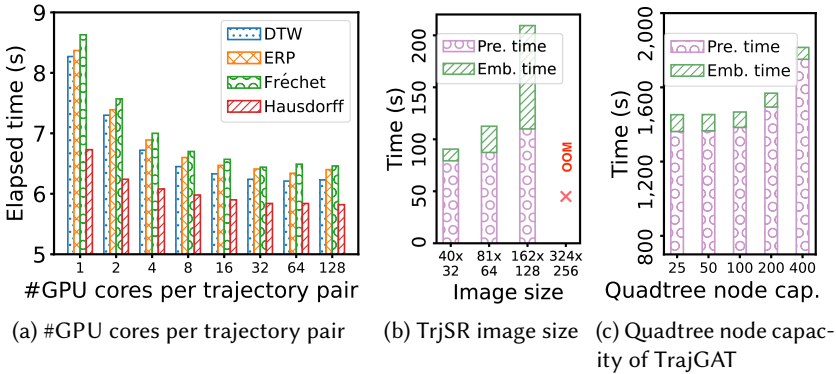 9
8
7
6
5
Elapsed time (s)
DTW
ERP
Fréchet
Hausdorff
1 2 4 8 16 32 64 128
#GPU cores per trajectory pair
(a) #GPU cores per trajectory pair
200
150
100
50
0
Time (s)
Pre. time
Emb. time
OOM
40x 81x 162x 324x
32 64 128 256
Image size
(b) TrjSR image size
2,000
1,600
1,200
800
Time (s)
Pre. time
Emb. time
25 50 100 200 400
Quadtree node cap.
(c) Quadtree node capac-
ity of TrajGAT